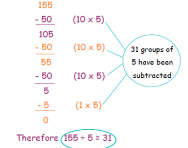 155
- 50 (10 x 5)
105
- 50 (10 x 5)
55
- 50 (10 x 5)
5
- 5 (1 x 5)
0
31 groups of
5 have been
subtracted
Therefore 155 ÷ 5 = 31